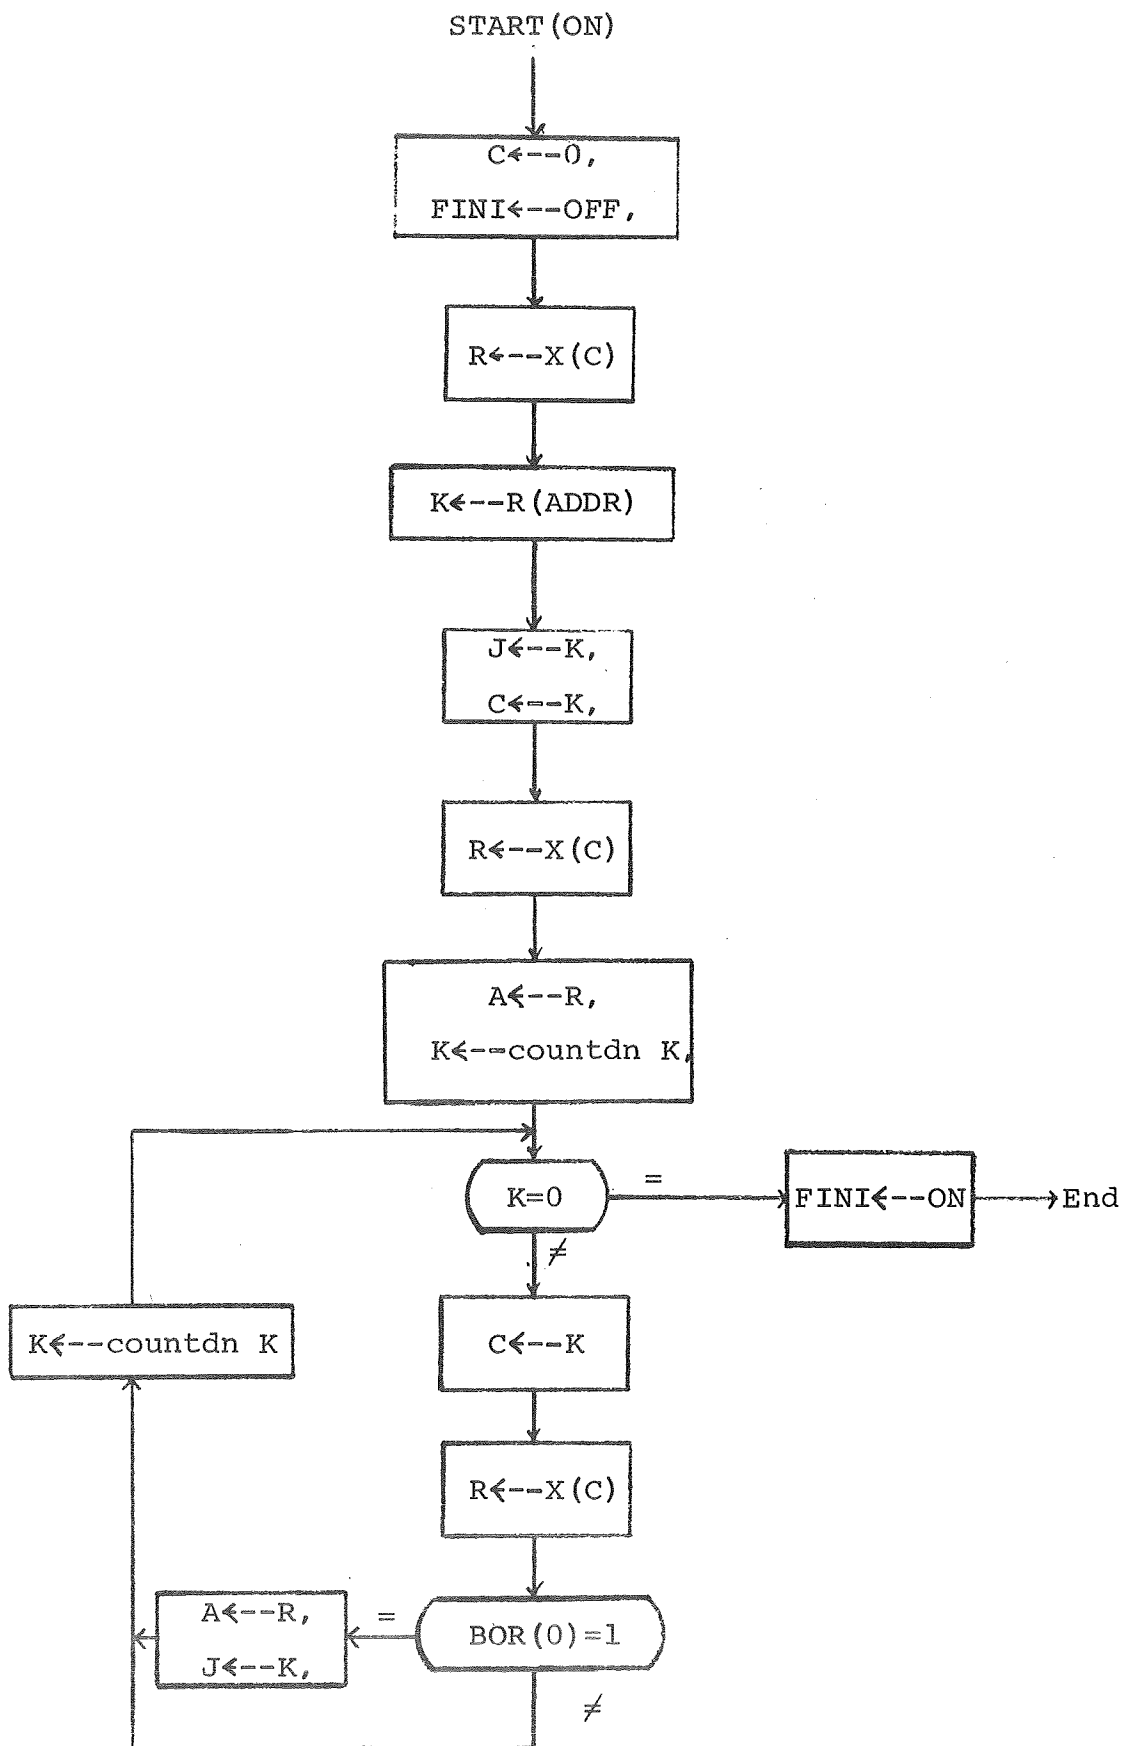 START(ON)
C<--0,
FINI<--OFF,
R<--X(C)
K<--R(ADDR)
J<--K,
C<--K,
R<--X(C)
A<--R,
K<--countdn K,
K=0
=
FINI<--ON
End
≠
K<--countdn K
C<--K
R<--X(C)
A<--R,
J<--K,
=
BOR(0)=1
≠